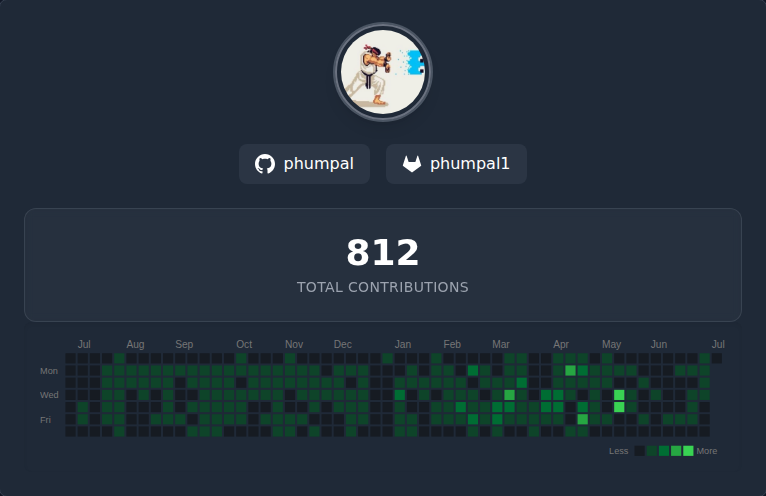 phumpal phumpal1
812
TOTAL CONTRIBUTIONS
Jul Aug Sep Oct Nov Dec Jan Feb Mar Apr May Jun Jul
Mon
Wed
Fri
Less More